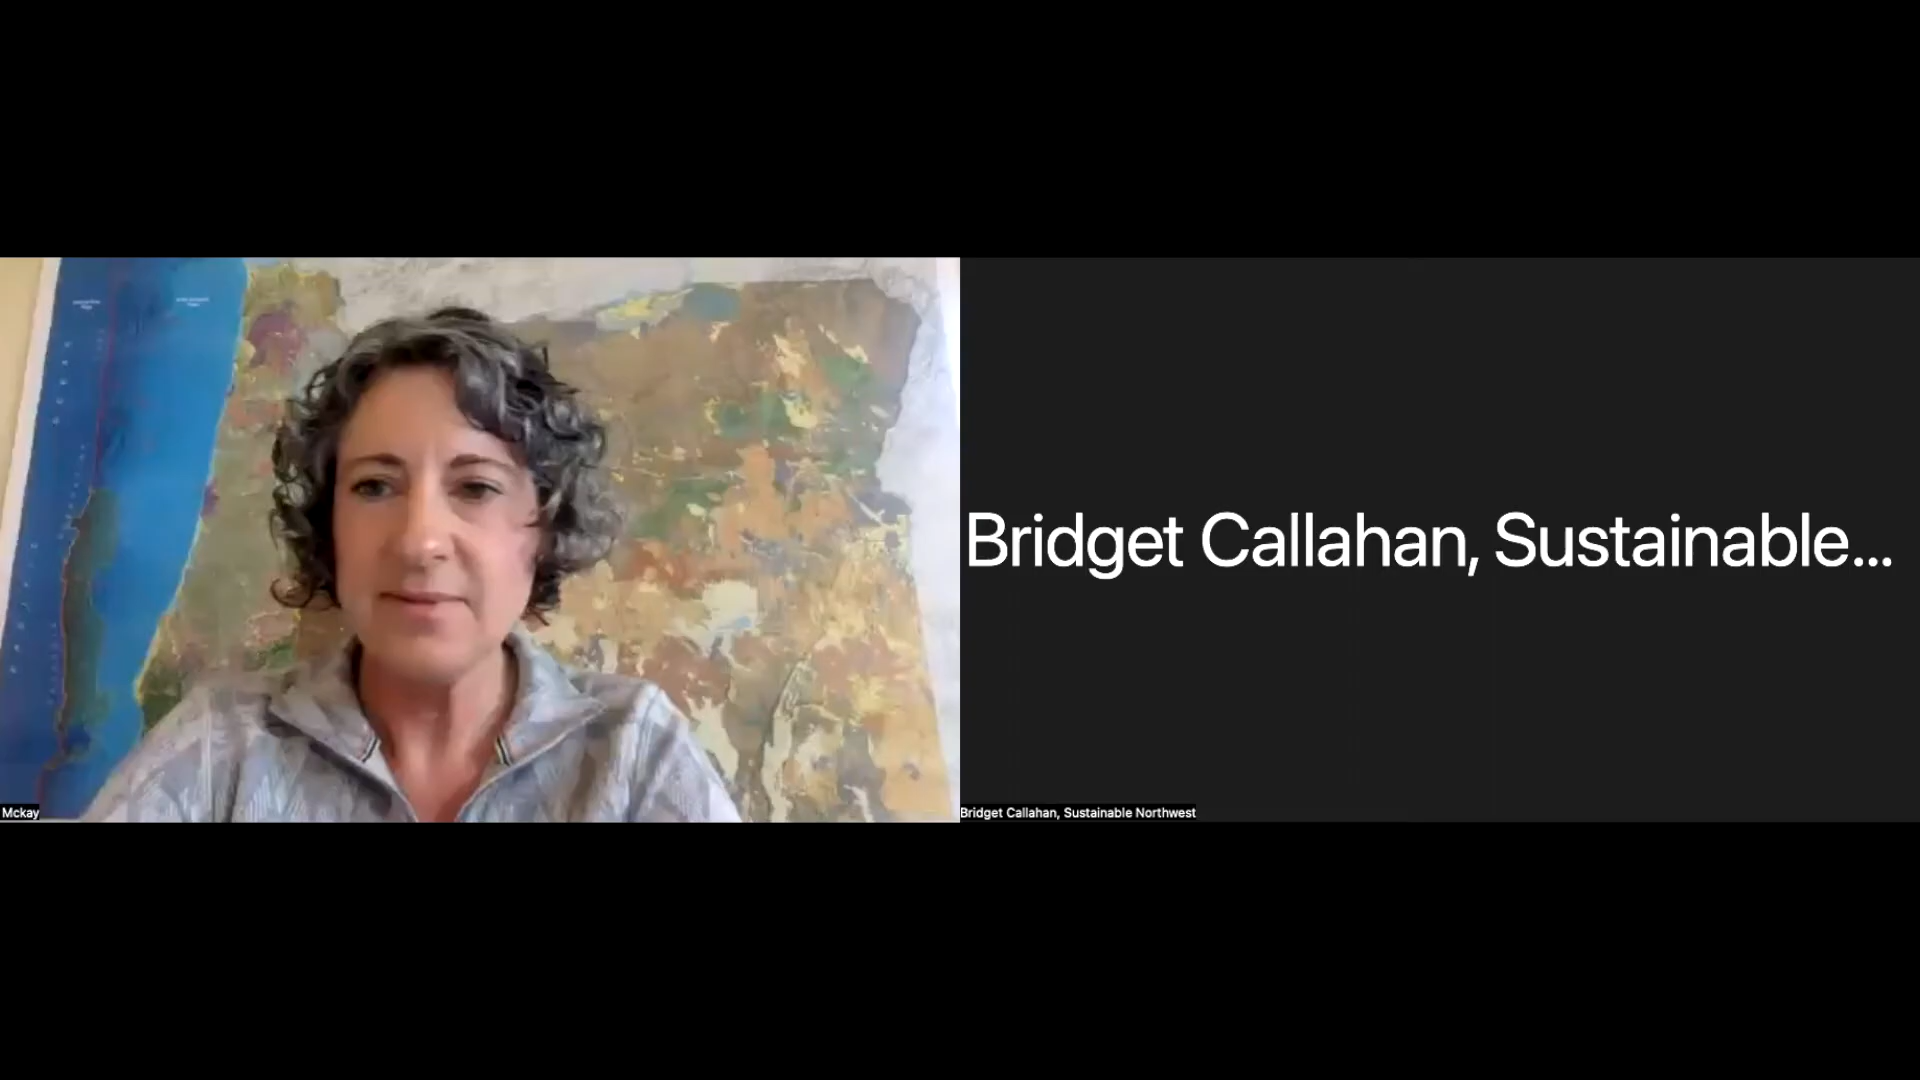 Bridget Callahan, Sustainable...
Mckay
Bridget Callahan, Sustainable Northwest